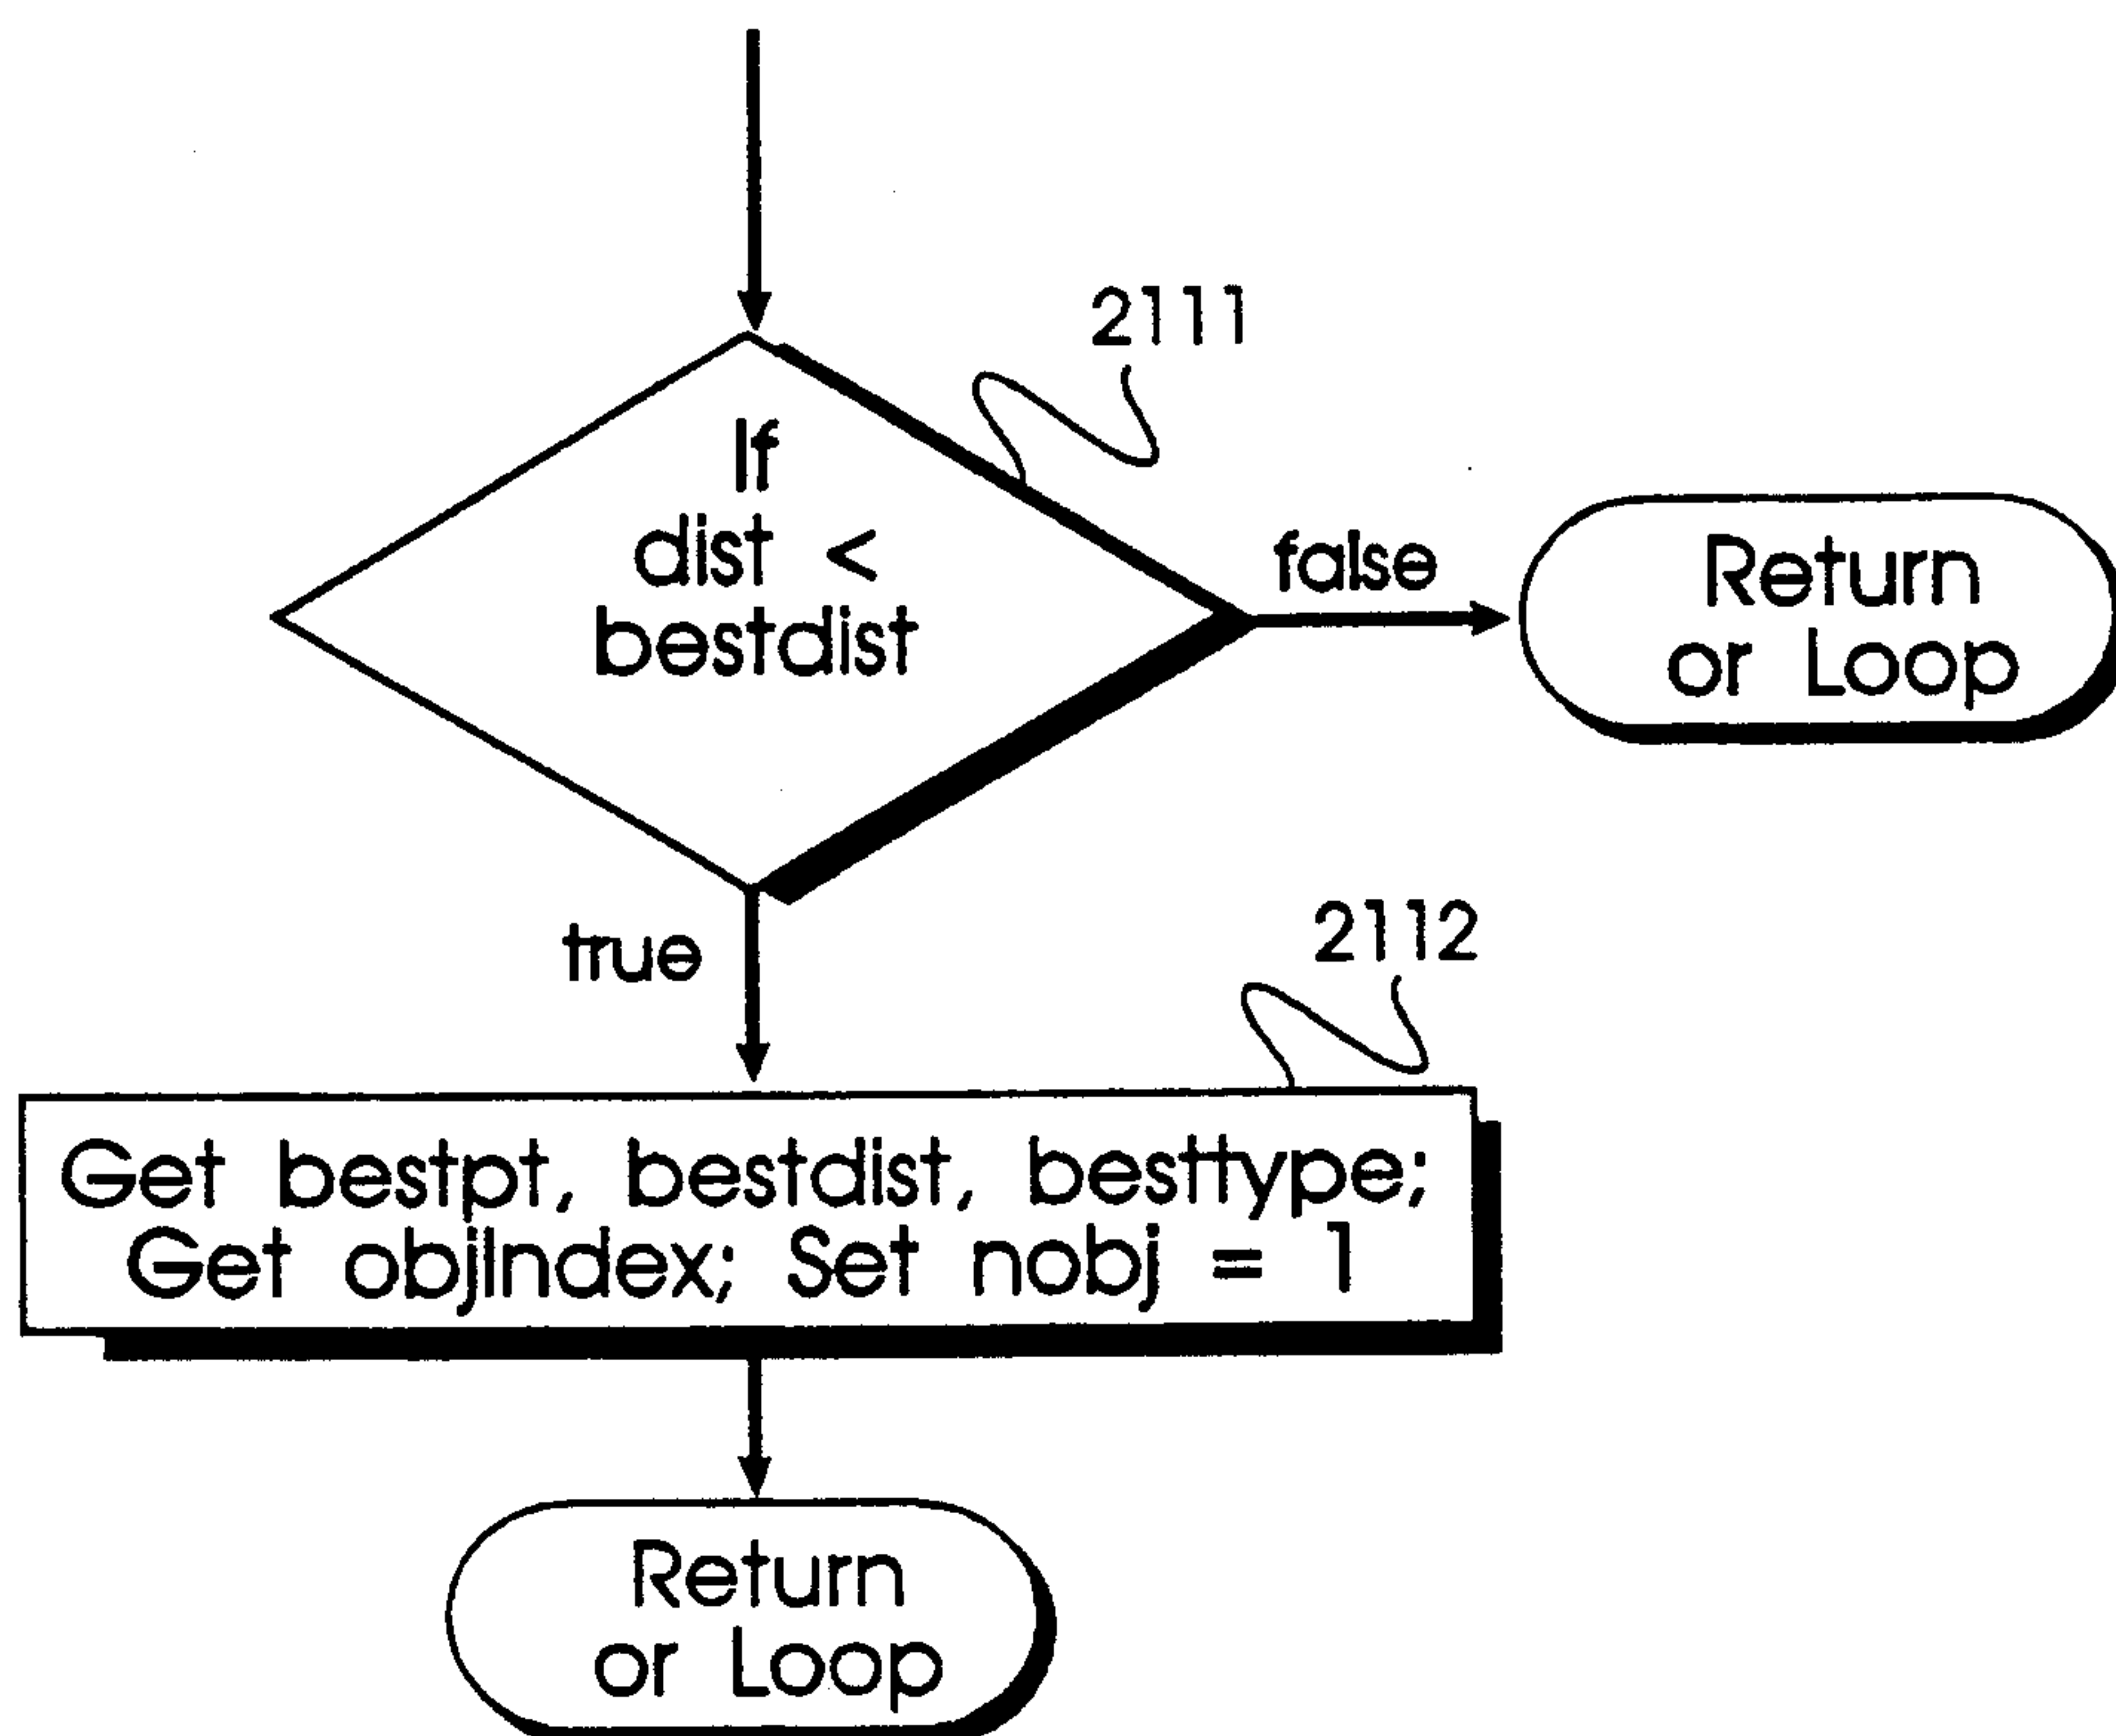 2111
If
dist <
bestdist
false
Return
or Loop
true
2112
Get bestpt, bestdist, besttype;
Get objIndex; Set nobj = 1
Return
or Loop